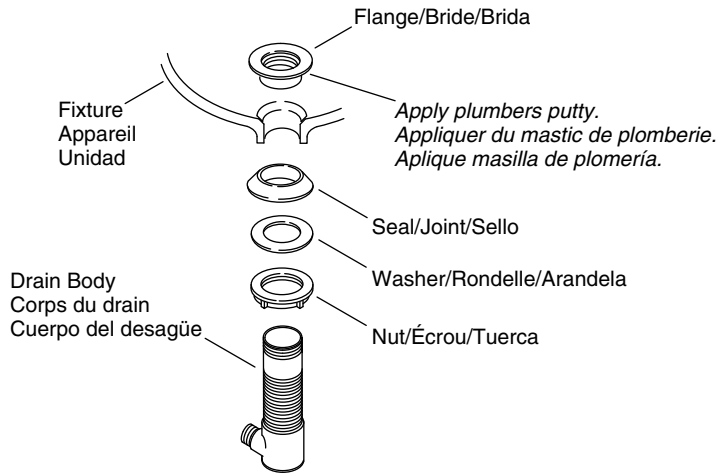 Flange/Bride/Brida
Fixture
Appareil
Unidad
Apply plumbers putty.
Appliquer du mastic de plomberie.
Aplique masilla de plomería.
Seal/Joint/Sello
Washer/Rondelle/Arandela
Drain Body
Corps du drain
Cuerpo del desagüe
Nut/Écrou/Tuerca